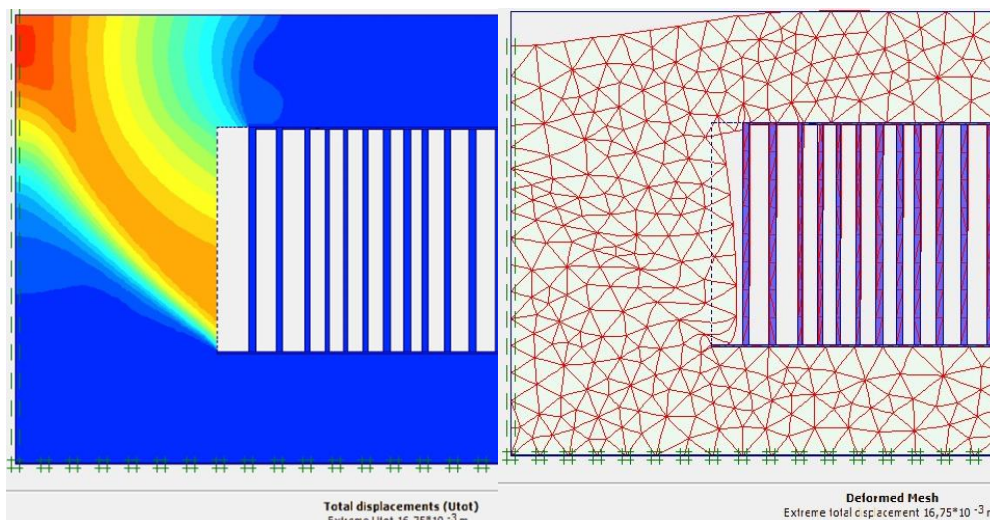 Total displacements (Utot)
Extreme Utot 16,75*10 -3 m
Deformed Mesh
Extreme total displacement 16,75*10 -3